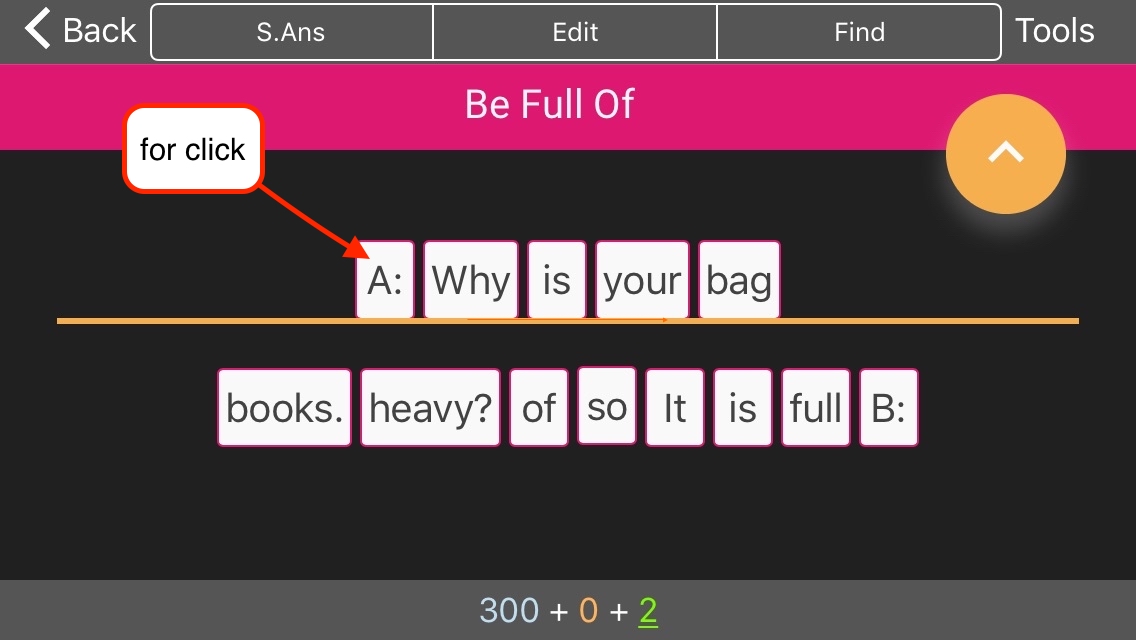 Back S.Ans Edit Find Tools
Be Full Of
for click
A: Why is your bag
books. heavy? of so It is full B:
300 + 0 + 2